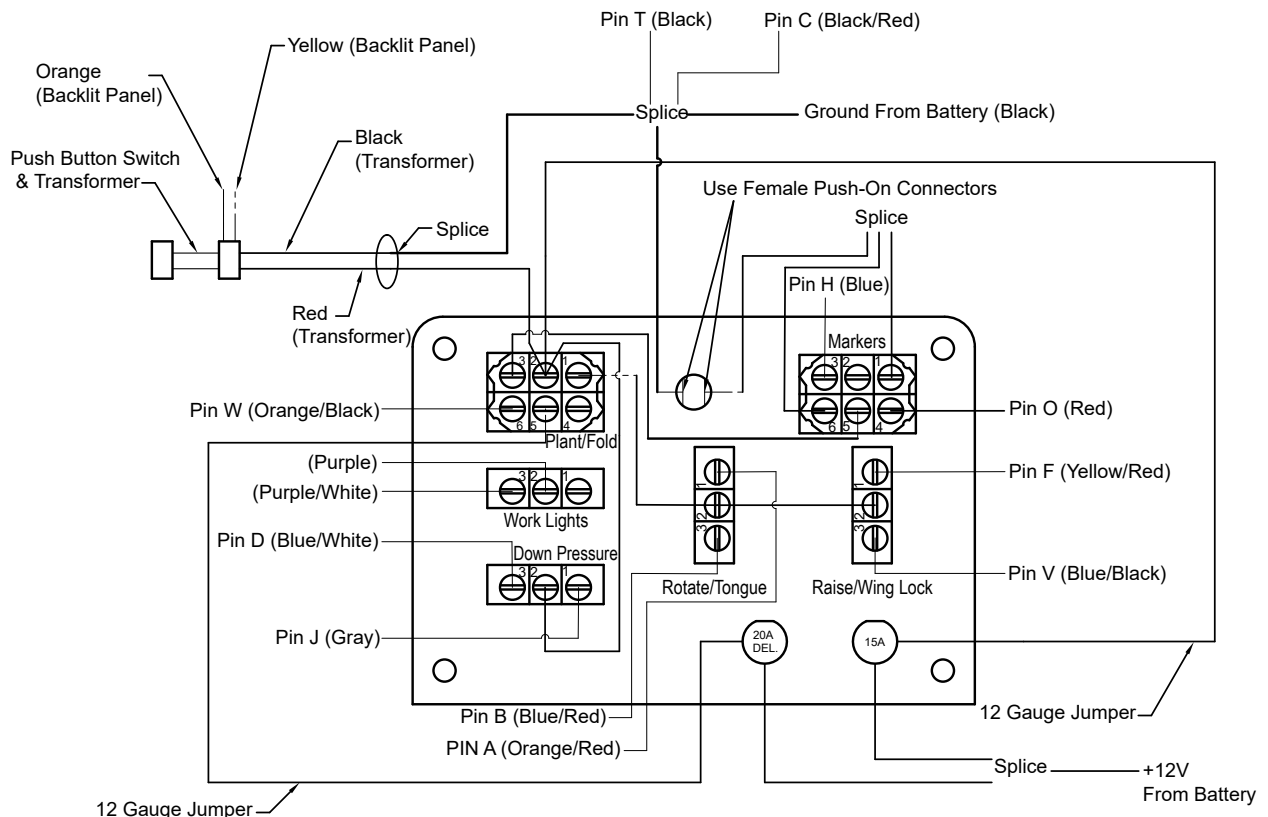 Pin T (Black)
Pin C (Black/Red)
Yellow (Backlit Panel)
Orange
(Backlit Panel)
Splice
Ground From Battery (Black)
Black
(Transformer)
Push Button Switch
& Transformer
Use Female Push-On Connectors
Splice
Splice
Pin H (Blue)
Red
(Transformer)
Markers
3 2 1
3 2 1
Pin W (Orange/Black)
Pin O (Red)
6 5 4
6 5 4
Plant/Fold
(Purple)
Pin F (Yellow/Red)
1
1
(Purple/White)
3 2 1
2
2
Work Lights
3
3
Pin D (Blue/White)
Down Pressure
3 2 1
Rotate/Tongue
Raise/Wing Lock
Pin V (Blue/Black)
Pin J (Gray)
20A
DEL.
15A
Pin B (Blue/Red)
12 Gauge Jumper
PIN A (Orange/Red)
Splice
+12V
From Battery
12 Gauge Jumper